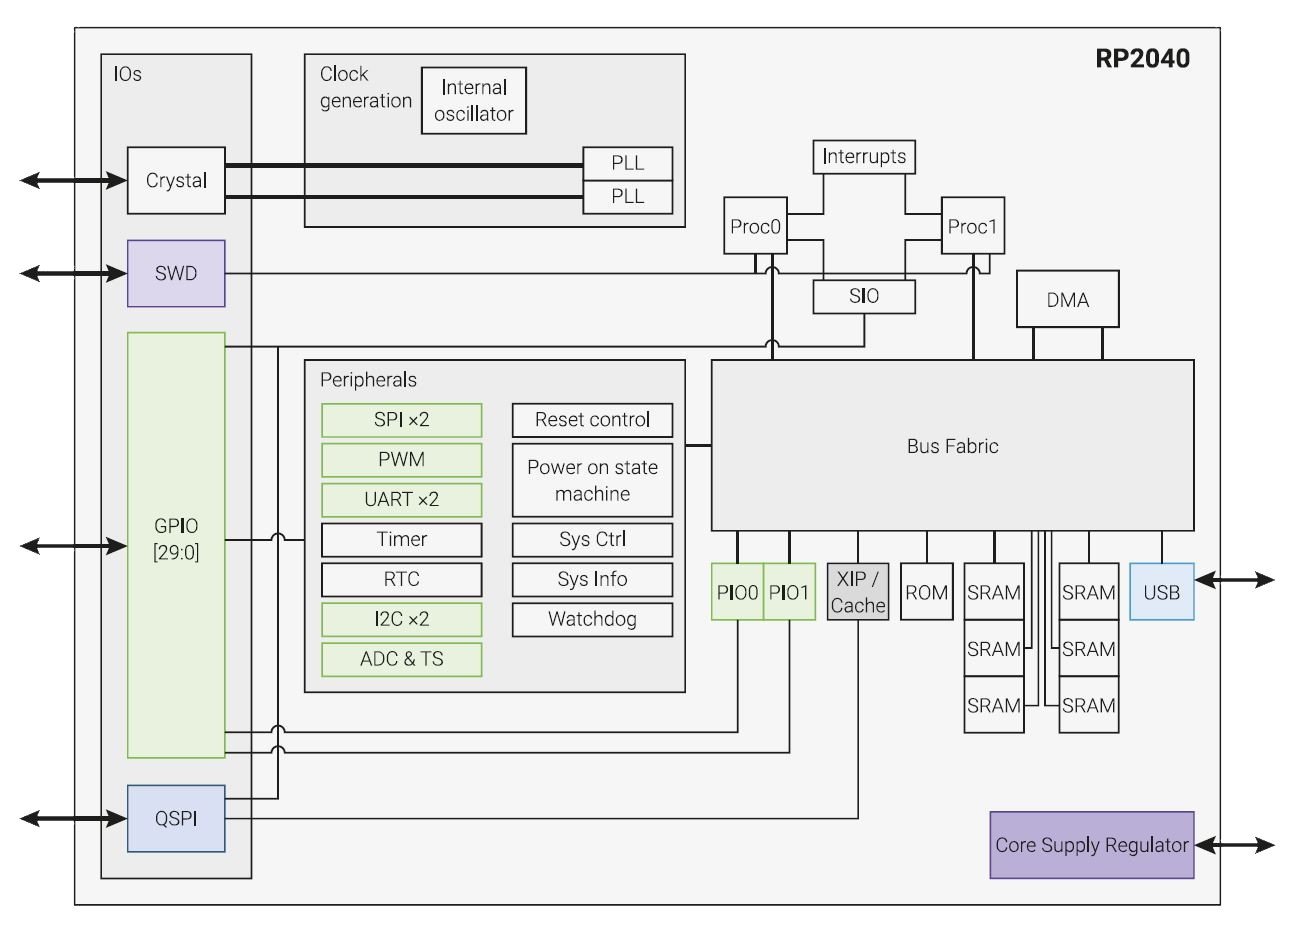 RP2040
IOs
Clock
generation
Internal
oscillator
Crystal
PLL
PLL
Interrupts
Proc0
Proc1
SWD
SIO
DMA
Peripherals
SPI ×2
PWM
UART ×2
Timer
RTC
I2C ×2
ADC & TS
Reset control
Power on state
machine
Sys Ctrl
Sys Info
Watchdog
Bus Fabric
GPIO
[29:0]
PIO0
PIO1
XIP /
Cache
ROM
SRAM
SRAM
SRAM
SRAM
SRAM
SRAM
USB
QSPI
Core Supply Regulator